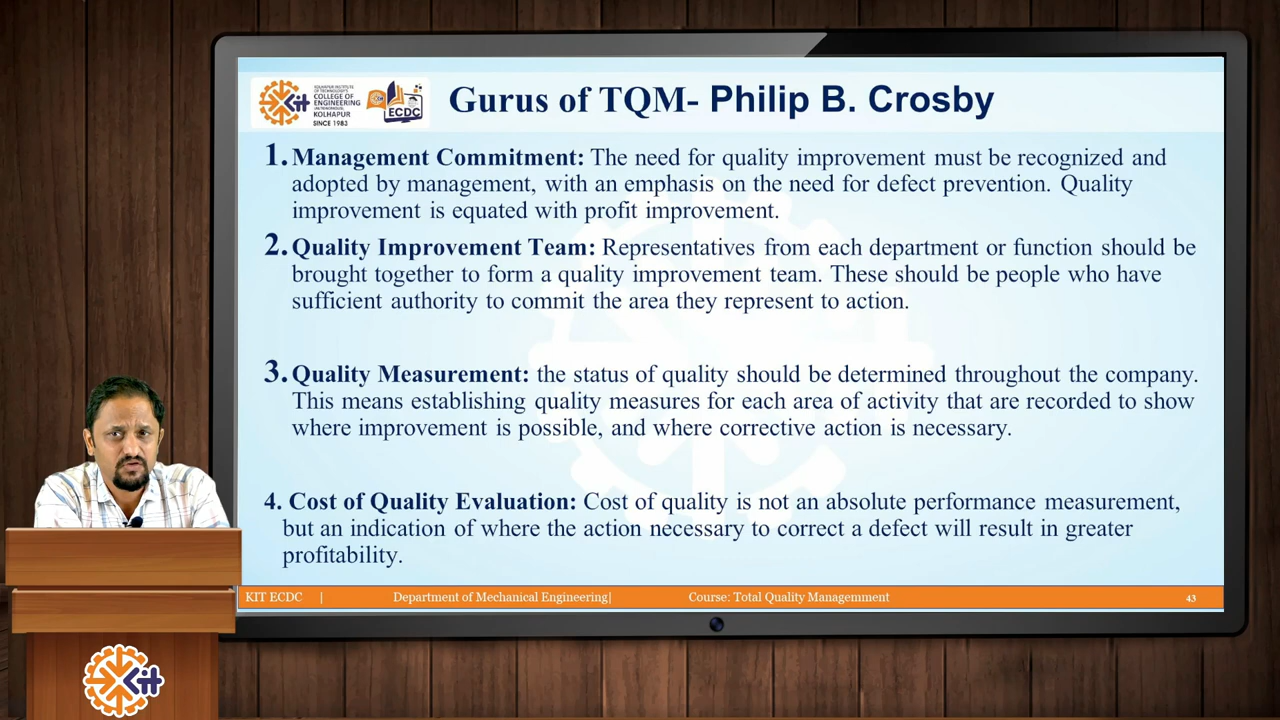 KOLHAPUR INSTITUTE
OF TECHNOLOGY'S
COLLEGE OF
ENGINEERING
(AUTONOMOUS),
KOLHAPUR
SINCE 1983
Kit
ECDC
Gurus of TQM- Philip B. Crosby
1. Management Commitment: The need for quality improvement must be recognized and
adopted by management, with an emphasis on the need for defect prevention. Quality
improvement is equated with profit improvement.
2. Quality Improvement Team: Representatives from each department or function should be
brought together to form a quality improvement team. These should be people who have
sufficient authority to commit the area they represent to action.
3. Quality Measurement: the status of quality should be determined throughout the company.
This means establishing quality measures for each area of activity that are recorded to show
where improvement is possible, and where corrective action is necessary.
4. Cost of Quality Evaluation: Cost of quality is not an absolute performance measurement,
but an indication of where the action necessary to correct a defect will result in greater
profitability.
KIT ECDC | Department of Mechanical Engineering| Course: Total Quality Managemment 43
Kit